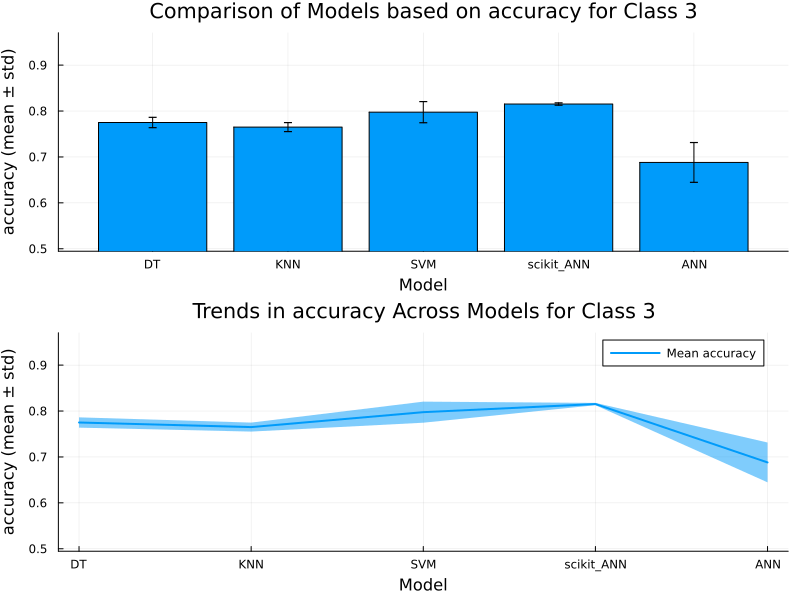 Comparison of Models based on accuracy for Class 3
accuracy (mean ± std)
0.9
0.8
0.7
0.6
0.5
DT KNN SVM scikit_ANN ANN
Model
Trends in accuracy Across Models for Class 3
accuracy (mean ± std)
Mean accuracy
0.9
0.8
0.7
0.6
0.5
DT KNN SVM scikit_ANN ANN
Model